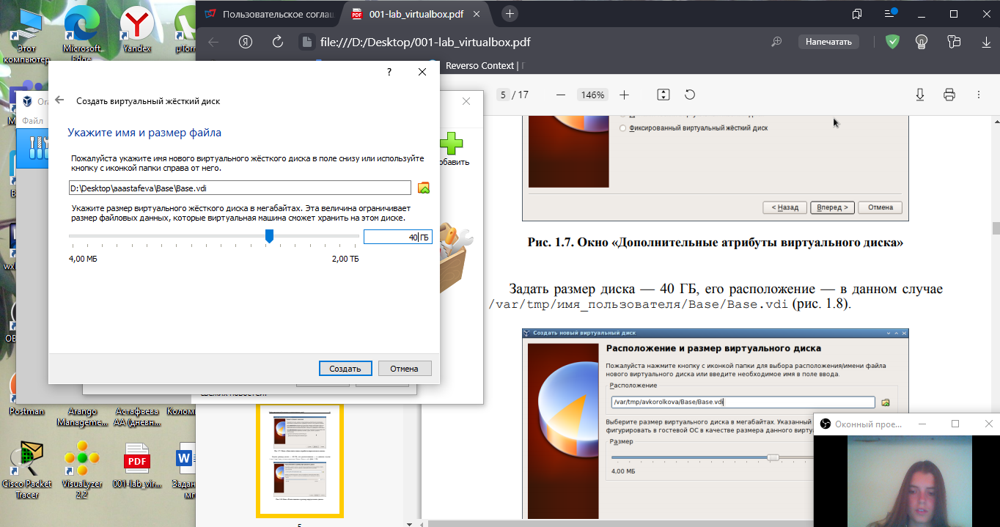 Этот
компьютер
Microsoft
Edge
Yandex
µTor
Пользовательское соглаш
001-lab_virtualbox.pdf
file:///D:/Desktop/001-lab_virtualbox.pdf
Напечатать
Reverso Context |
5 / 17
146%
Файл
обавить
?
Создать виртуальный жёсткий диск
Укажите имя и размер файла
Пожалуйста укажите имя нового виртуального жёсткого диска в поле снизу или используйте
кнопку с иконкой папки справа от него.
D:\Desktop\aaastafeva\Base\Base.vdi
Укажите размер виртуального жёсткого диска в мегабайтах. Эта величина ограничивает
размер файловых данных, которые виртуальная машина сможет хранить на этом диске.
40 ГБ
4,00 МБ
2,00 ТБ
Создать
Отмена
Фиксированный виртуальный жёсткий диск
< Назад
Вперед >
Отмена
Рис. 1.7. Окно «Дополнительные атрибуты виртуального диска»
Задать размер диска — 40 ГБ, его расположение — в данном случае
/var/tmp/имя_пользователя/Base/Base.vdi (рис. 1.8).
Создать новый виртуальный диск
Расположение и размер виртуального диска
Пожалуйста нажмите кнопку с иконкой папки для выбора расположения/имени файла
нового виртуального диска или введите необходимое имя в поле ввода.
Расположение
/var/tmp/avkorolkova/Base/Base.vdi
Выберите размер виртуального диска в мегабайтах. Указанный
фигурировать в гостевой ОС в качестве размера данного вирту
Размер
4,00 МБ
Оконный прое...
Postman
Arango
Manageme...
Астафьева
АА (дневн...
Колом
Cisco Packet
Tracer
VisuaLyzer
2.2
PDF
001-lab_vir...
Задан
мг
5